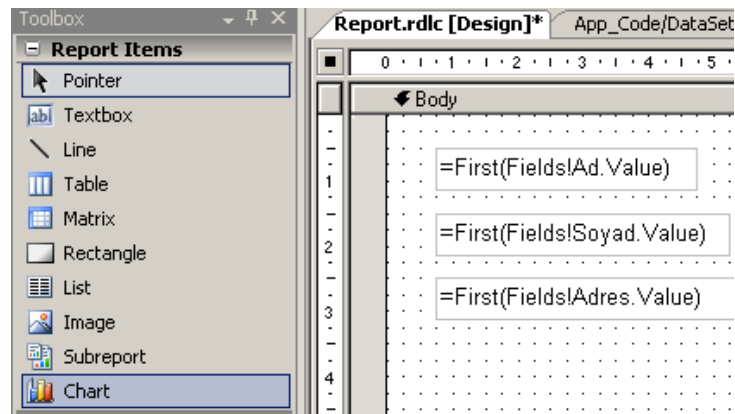 Toolbox
Report Items
Pointer
abl Textbox
Line
Table
Matrix
Rectangle
List
Image
Subreport
Chart
Report.rdlc [Design]* App_Code/DataSet
0 1 2 3 4 5
Body
=First(Fields!Ad.Value)
1
=First(Fields!Soyad.Value)
2
=First(Fields!Adres.Value)
3
4